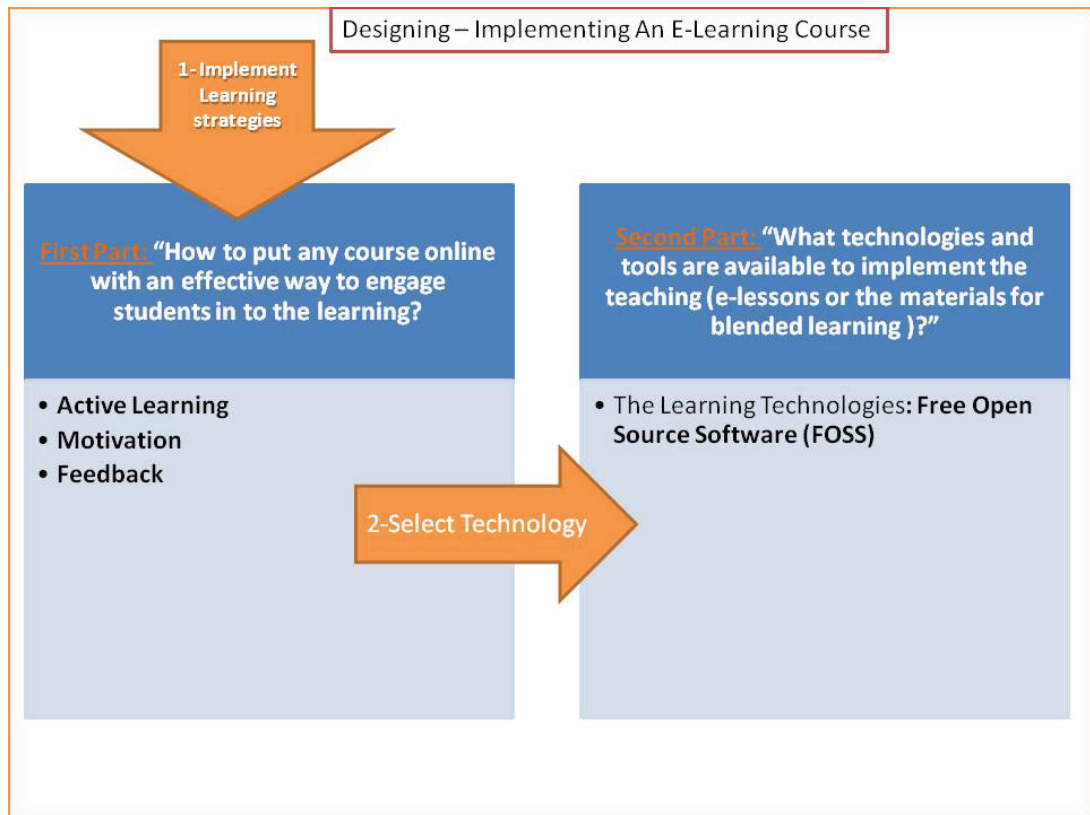 Designing – Implementing An E-Learning Course
1- Implement
Learning
strategies
First Part: “How to put any course online
with an effective way to engage
students in to the learning?
• Active Learning
• Motivation
• Feedback
2-Select Technology
Second Part: “What technologies and
tools are available to implement the
teaching (e-lessons or the materials for
blended learning )?”
• The Learning Technologies: Free Open
Source Software (FOSS)